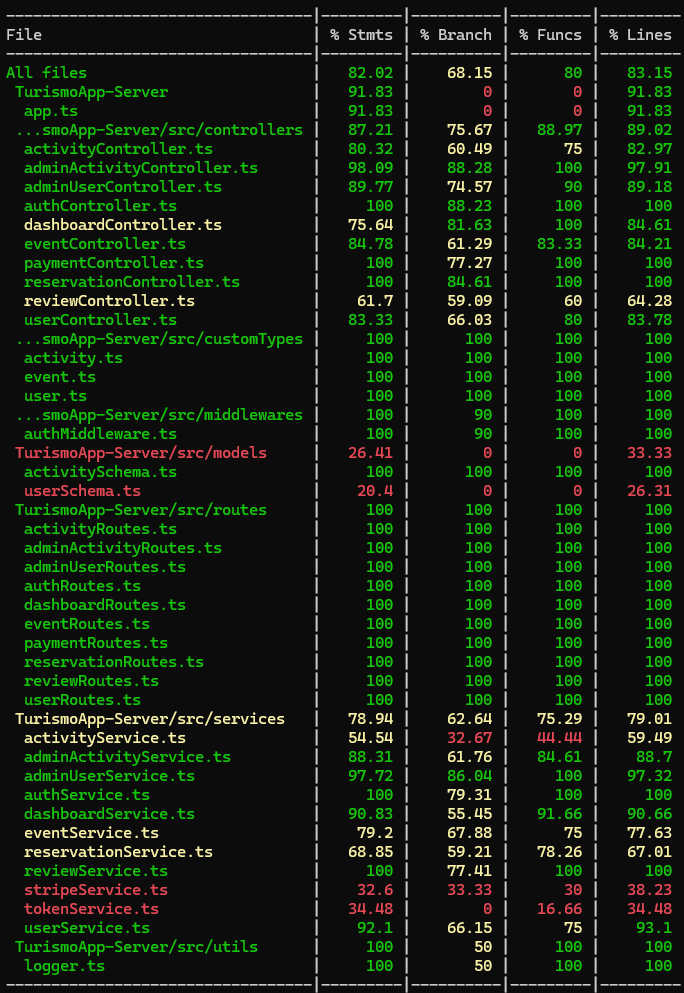 File | % Stmts | % Branch | % Funcs | % Lines
All files | 82.02 | 68.15 | 80 | 83.15
TurismoApp-Server | 91.83 | 0 | 0 | 91.83
app.ts | 91.83 | 0 | 0 | 91.83
...smoApp-Server/src/controllers | 87.21 | 75.67 | 88.97 | 89.02
activityController.ts | 80.32 | 60.49 | 75 | 82.97
adminActivityController.ts | 98.09 | 88.28 | 100 | 97.91
adminUserController.ts | 89.77 | 74.57 | 90 | 89.18
authController.ts | 100 | 88.23 | 100 | 100
dashboardController.ts | 75.64 | 81.63 | 100 | 84.61
eventController.ts | 84.78 | 61.29 | 83.33 | 84.21
paymentController.ts | 100 | 77.27 | 100 | 100
reservationController.ts | 100 | 84.61 | 100 | 100
reviewController.ts | 61.7 | 59.09 | 60 | 64.28
userController.ts | 83.33 | 66.03 | 80 | 83.78
...smoApp-Server/src/customTypes | 100 | 100 | 100 | 100
activity.ts | 100 | 100 | 100 | 100
event.ts | 100 | 100 | 100 | 100
user.ts | 100 | 100 | 100 | 100
...smoApp-Server/src/middlewares | 100 | 90 | 100 | 100
authMiddleware.ts | 100 | 90 | 100 | 100
TurismoApp-Server/src/models | 26.41 | 0 | 0 | 33.33
activitySchema.ts | 100 | 100 | 100 | 100
userSchema.ts | 20.4 | 0 | 0 | 26.31
TurismoApp-Server/src/routes | 100 | 100 | 100 | 100
activityRoutes.ts | 100 | 100 | 100 | 100
adminActivityRoutes.ts | 100 | 100 | 100 | 100
adminUserRoutes.ts | 100 | 100 | 100 | 100
authRoutes.ts | 100 | 100 | 100 | 100
dashboardRoutes.ts | 100 | 100 | 100 | 100
eventRoutes.ts | 100 | 100 | 100 | 100
paymentRoutes.ts | 100 | 100 | 100 | 100
reservationRoutes.ts | 100 | 100 | 100 | 100
reviewRoutes.ts | 100 | 100 | 100 | 100
userRoutes.ts | 100 | 100 | 100 | 100
TurismoApp-Server/src/services | 78.94 | 62.64 | 75.29 | 79.01
activityService.ts | 54.54 | 32.67 | 44.44 | 59.49
adminActivityService.ts | 88.31 | 61.76 | 84.61 | 88.7
adminUserService.ts | 97.72 | 86.04 | 100 | 97.32
authService.ts | 100 | 79.31 | 100 | 100
dashboardService.ts | 90.83 | 55.45 | 91.66 | 90.66
eventService.ts | 79.2 | 67.88 | 75 | 77.63
reservationService.ts | 68.85 | 59.21 | 78.26 | 67.01
reviewService.ts | 100 | 77.41 | 100 | 100
stripeService.ts | 32.6 | 33.33 | 30 | 38.23
tokenService.ts | 34.48 | 0 | 16.66 | 34.48
userService.ts | 92.1 | 66.15 | 75 | 93.1
TurismoApp-Server/src/utils | 100 | 50 | 100 | 100
logger.ts | 100 | 50 | 100 | 100